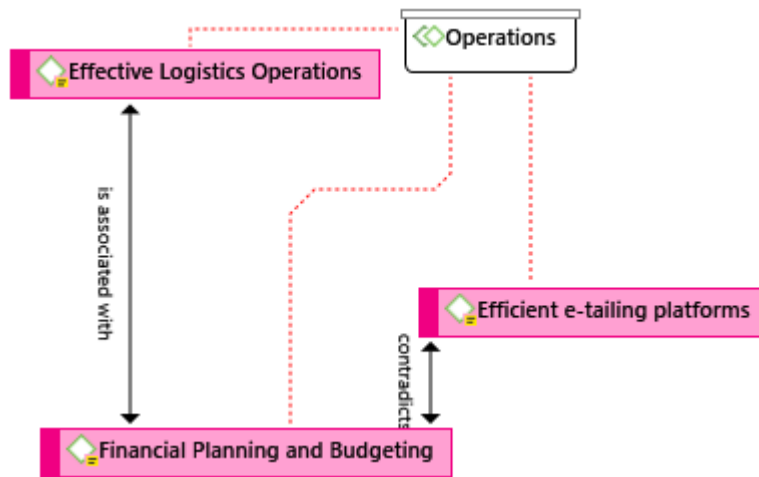 Operations
Effective Logistics Operations
is associated with
Efficient e-tailing platforms
contradicts
Financial Planning and Budgeting